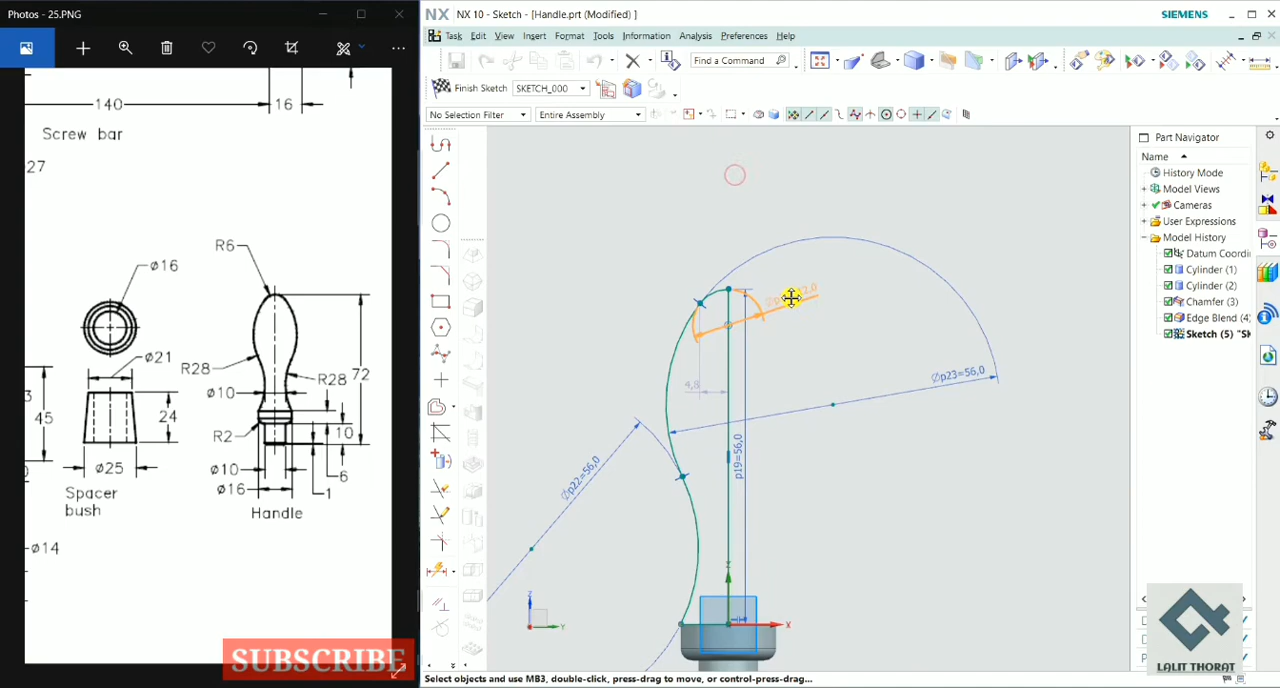 Photos - 25.PNG
140
16
Screw bar
27
R6
ø16
ø21
R28
R28
72
ø10
45
24
R2
10
ø25
ø10
6
ø16
1
Spacer
bush
Handle
ø14
SUBSCRIBE
NX
NX 10 - Sketch - [Handle.prt (Modified) ]
SIEMENS
Task Edit View Insert Format Tools Information Analysis Preferences Help
Find a Command
Finish Sketch
SKETCH_000
No Selection Filter
Entire Assembly
4,8
Øp23=56,0
p19=56,0
Øp22=56,0
Z
X
Z
Y
Part Navigator
Name
History Mode
Model Views
Cameras
User Expressions
Model History
Datum Coordi
Cylinder (1)
Cylinder (2)
Chamfer (3)
Edge Blend (4)
Sketch (5) "SK
LALIT THORAT
Select objects and use MB3, double-click, press-drag to move, or control-press-drag...